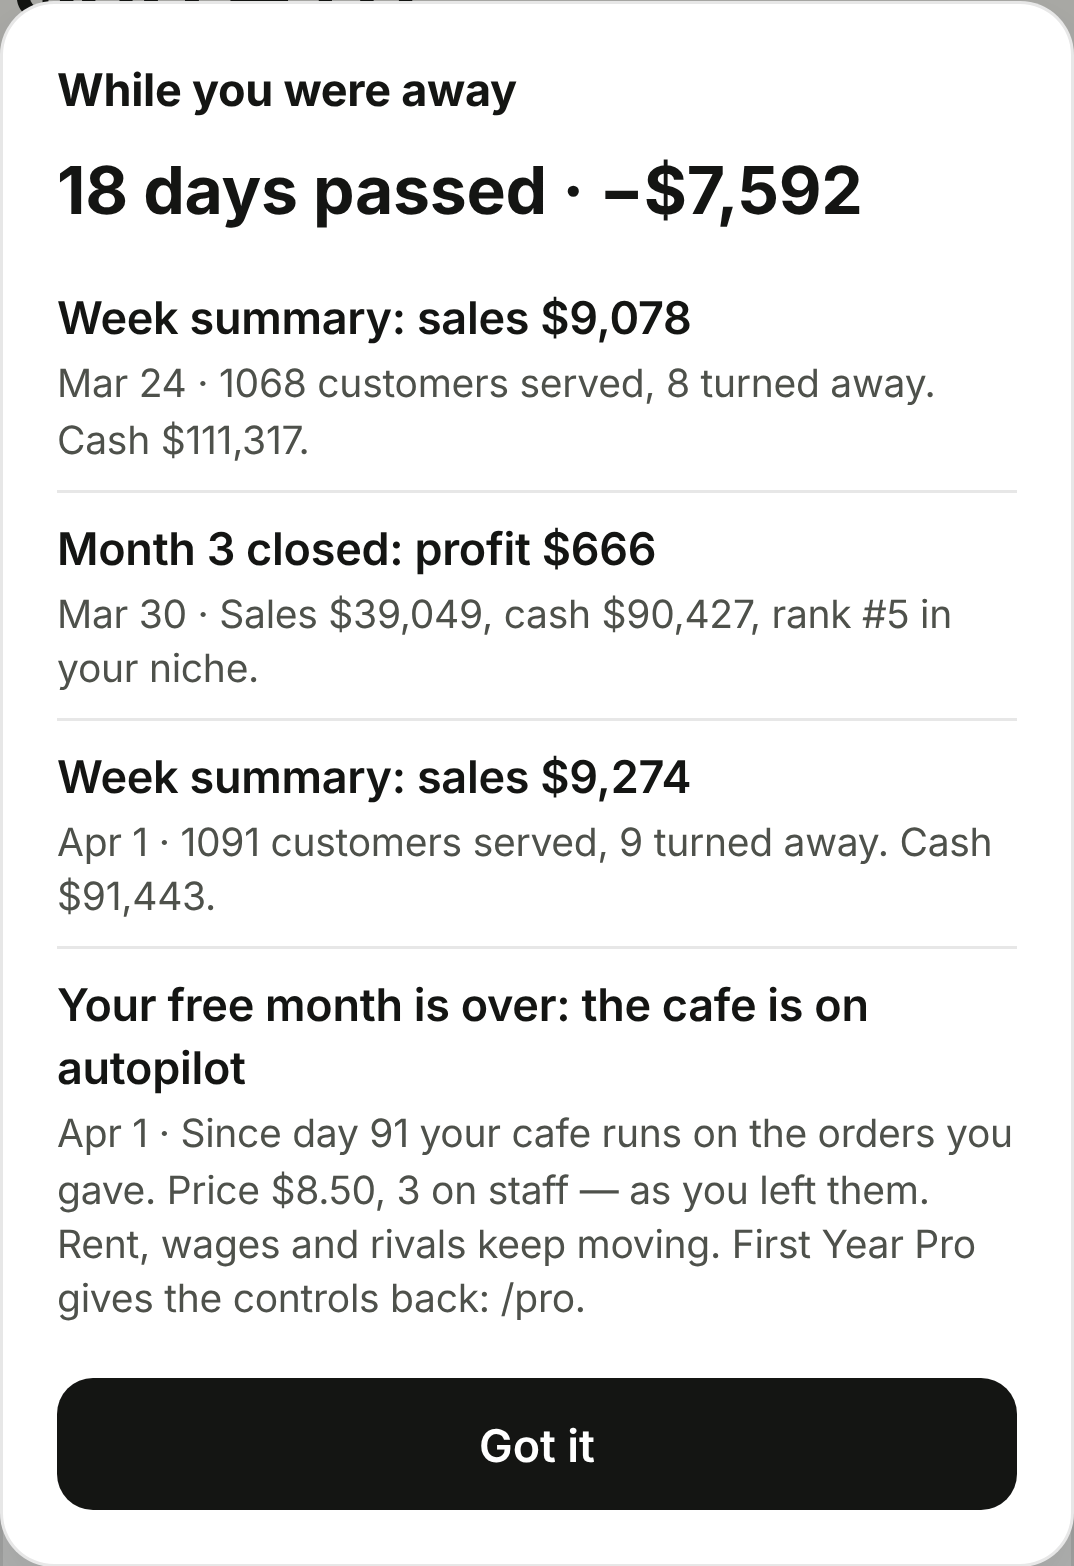 While you were away
18 days passed · −$7,592
Week summary: sales $9,078
Mar 24 · 1068 customers served, 8 turned away.
Cash $111,317.
Month 3 closed: profit $666
Mar 30 · Sales $39,049, cash $90,427, rank #5 in
your niche.
Week summary: sales $9,274
Apr 1 · 1091 customers served, 9 turned away. Cash
$91,443.
Your free month is over: the cafe is on
autopilot
Apr 1 · Since day 91 your cafe runs on the orders you
gave. Price $8.50, 3 on staff — as you left them.
Rent, wages and rivals keep moving. First Year Pro
gives the controls back: /pro.
Got it